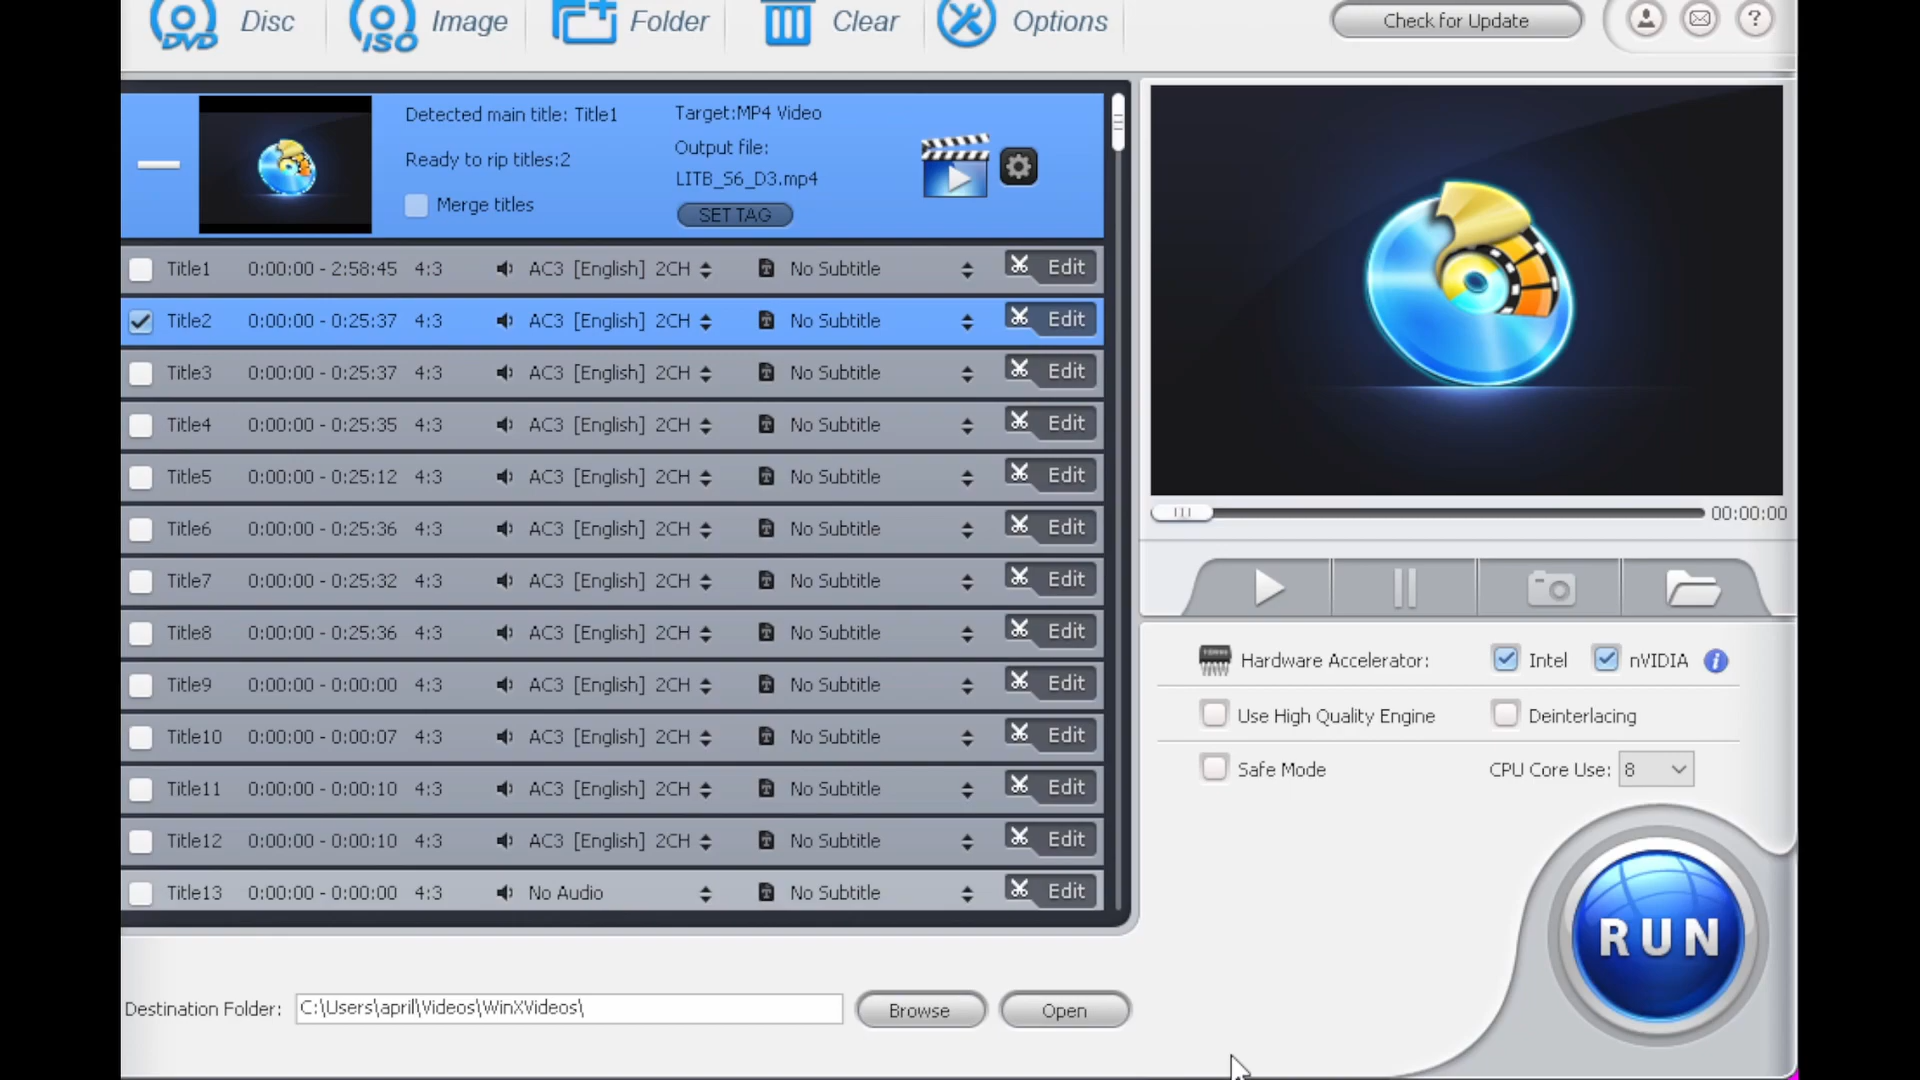 Disc
Image
Folder
Clear
Options
Check for Update
DVD
ISO
Detected main title: Title1
Ready to rip titles:2
Merge titles
Target:MP4 Video
Output file:
LITB_S6_D3.mp4
SET TAG
Title1 0:00:00 - 2:58:45 4:3 AC3 [English] 2CH No Subtitle Edit
Title2 0:00:00 - 0:25:37 4:3 AC3 [English] 2CH No Subtitle Edit
Title3 0:00:00 - 0:25:37 4:3 AC3 [English] 2CH No Subtitle Edit
Title4 0:00:00 - 0:25:35 4:3 AC3 [English] 2CH No Subtitle Edit
Title5 0:00:00 - 0:25:12 4:3 AC3 [English] 2CH No Subtitle Edit
Title6 0:00:00 - 0:25:36 4:3 AC3 [English] 2CH No Subtitle Edit
Title7 0:00:00 - 0:25:32 4:3 AC3 [English] 2CH No Subtitle Edit
Title8 0:00:00 - 0:25:36 4:3 AC3 [English] 2CH No Subtitle Edit
Title9 0:00:00 - 0:00:00 4:3 AC3 [English] 2CH No Subtitle Edit
Title10 0:00:00 - 0:00:07 4:3 AC3 [English] 2CH No Subtitle Edit
Title11 0:00:00 - 0:00:10 4:3 AC3 [English] 2CH No Subtitle Edit
Title12 0:00:00 - 0:00:10 4:3 AC3 [English] 2CH No Subtitle Edit
Title13 0:00:00 - 0:00:00 4:3 No Audio No Subtitle Edit
00:00:00
Hardware Accelerator: Intel nVIDIA
Use High Quality Engine Deinterlacing
Safe Mode CPU Core Use: 8
RUN
Destination Folder: C:\Users\april\Videos\WinXVideos\ Browse Open